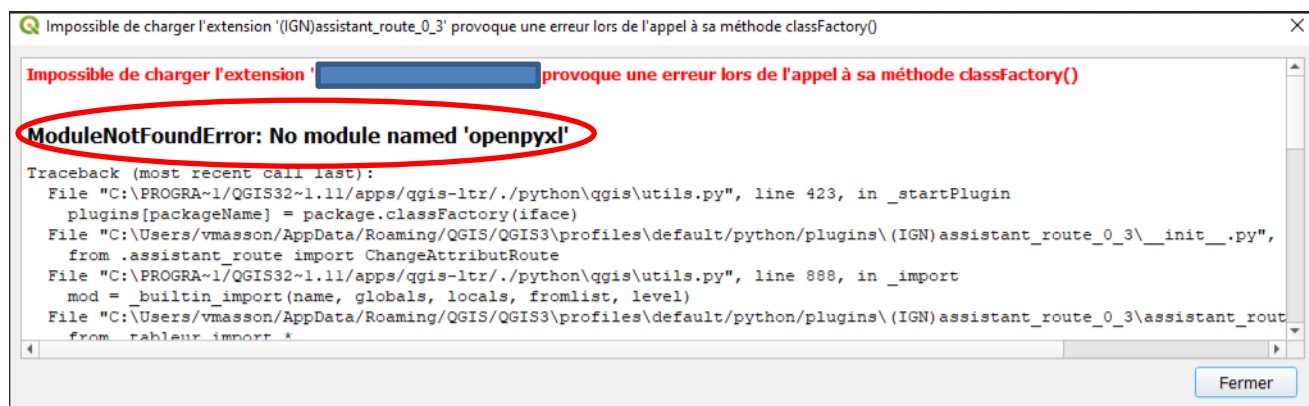 Impossible de charger l'extension '(IGN)assistant_route_0_3' provoque une erreur lors de l'appel à sa méthode classFactory()
Impossible de charger l'extension ' provoque une erreur lors de l'appel à sa méthode classFactory()
ModuleNotFoundError: No module named 'openpyxl'
Traceback (most recent call last):
File "C:\PROGRA~1/QGIS32~1.11/apps/qgis-ltr/./python\qgis\utils.py", line 423, in _startPlugin
plugins[packageName] = package.classFactory(iface)
File "C:\Users/vmasson/AppData/Roaming/QGIS/QGIS3\profiles\default/python/plugins\(IGN)assistant_route_0_3\__init__.py",
from .assistant_route import ChangeAttributRoute
File "C:\PROGRA~1/QGIS32~1.11/apps/qgis-ltr/./python\qgis\utils.py", line 888, in _import
mod = _builtin_import(name, globals, locals, fromlist, level)
File "C:\Users/vmasson/AppData/Roaming/QGIS/QGIS3\profiles\default/python/plugins\(IGN)assistant_route_0_3\assistant_rout
from .tableur import *
Fermer